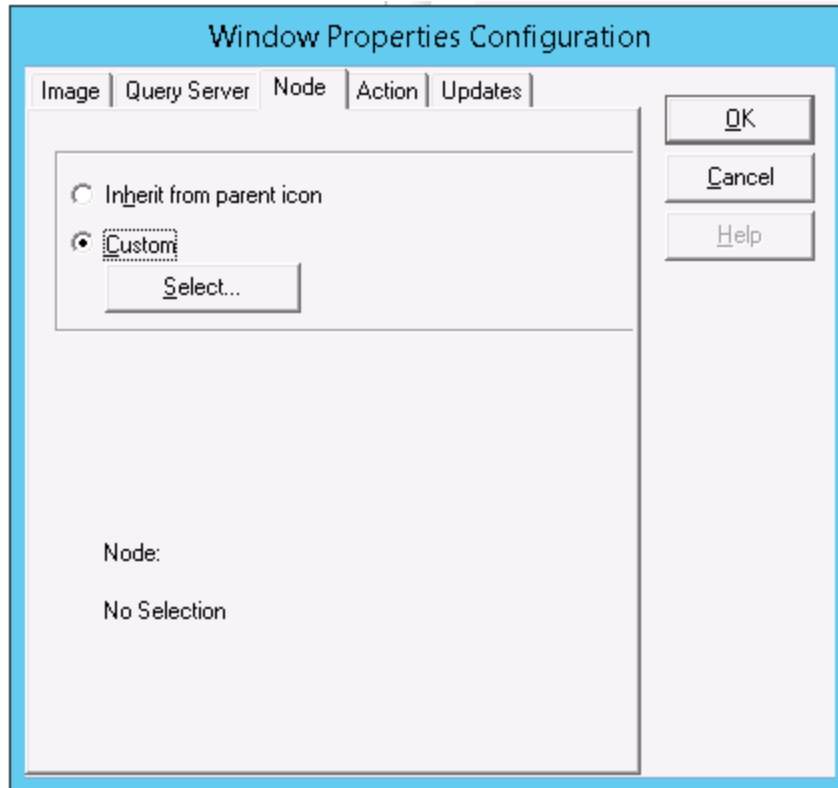 Window Properties Configuration
Image Query Server Node Action Updates
OK
Cancel
Help
Inherit from parent icon
Custom
Select...
Node:
No Selection